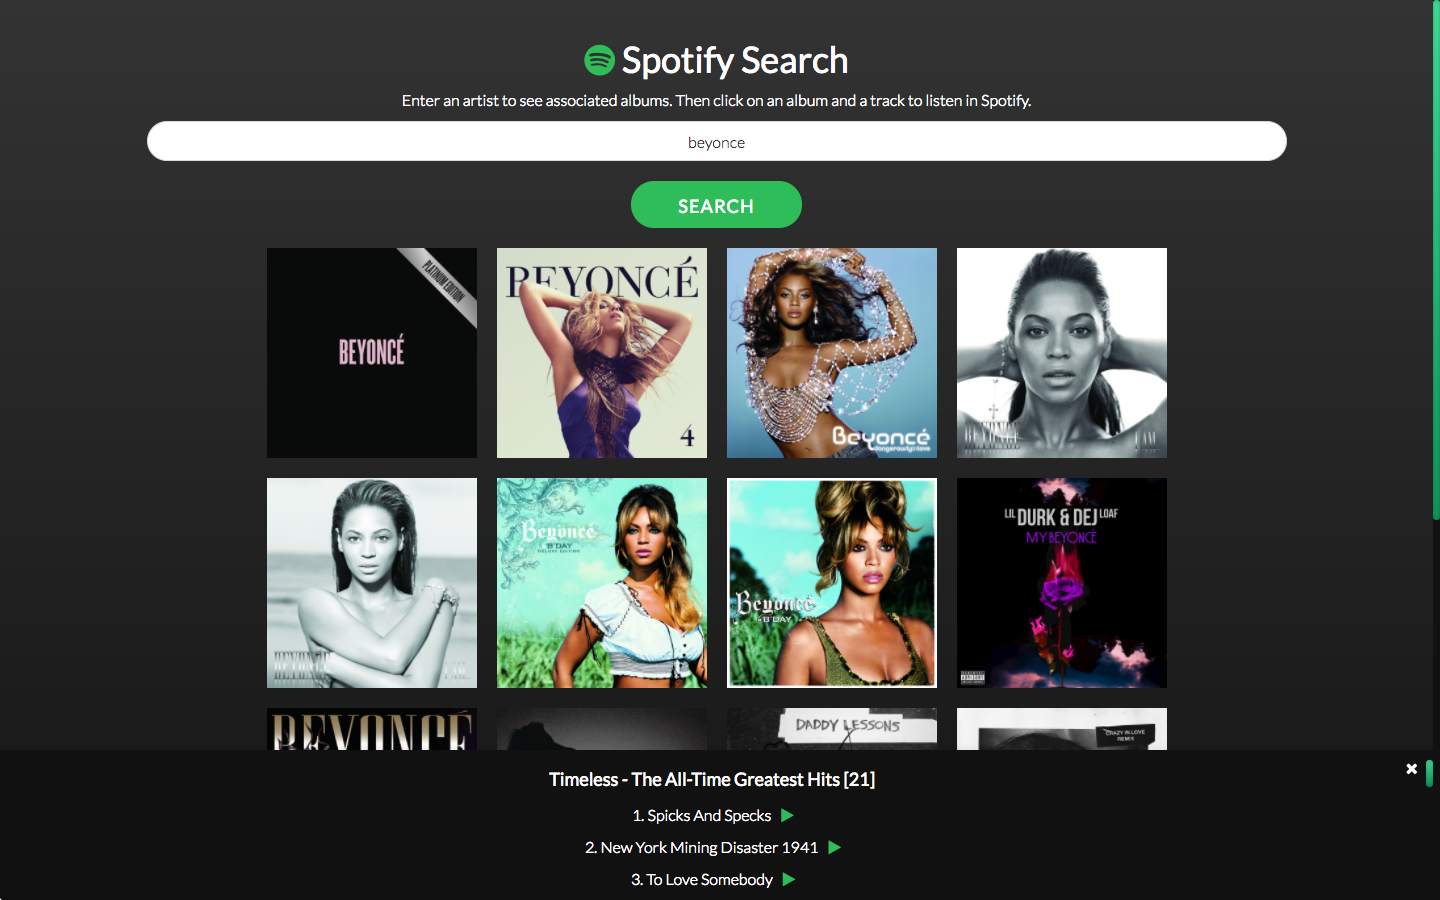 Spotify Search
Enter an artist to see associated albums. Then click on an album and a track to listen in Spotify.
beyonce
SEARCH
PLATINUM EDITION
BEYONCÉ
BEYONCÉ
4
Beyoncé
dangerously in love
BEYONCÉ
I AM
BEYONCÉ
I AM
Beyoncé
B'DAY
DELUXE EDITION
Beyoncé
B'DAY
LIL DURK & DEJ LOAF
MY BEYONCÉ
BEYONCÉ
DADDY LESSONS
CRAZY IN LOVE
REMIX
Timeless - The All-Time Greatest Hits [21]
1. Spicks And Specks
2. New York Mining Disaster 1941
3. To Love Somebody